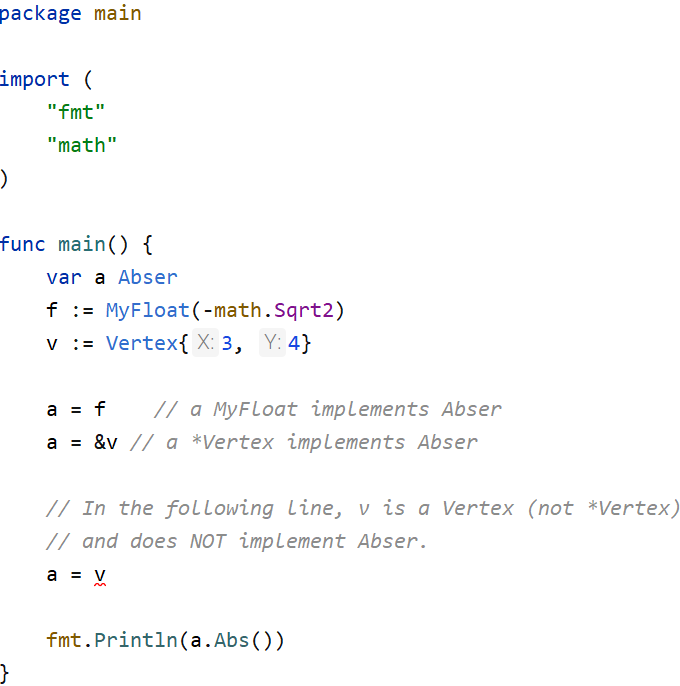 package main
import (
"fmt"
"math"
)
func main() {
var a Abser
f := MyFloat(-math.Sqrt2)
v := Vertex{ X: 3, Y: 4}
a = f // a MyFloat implements Abser
a = &v // a *Vertex implements Abser
// In the following line, v is a Vertex (not *Vertex)
// and does NOT implement Abser.
a = v
fmt.Println(a.Abs())
}